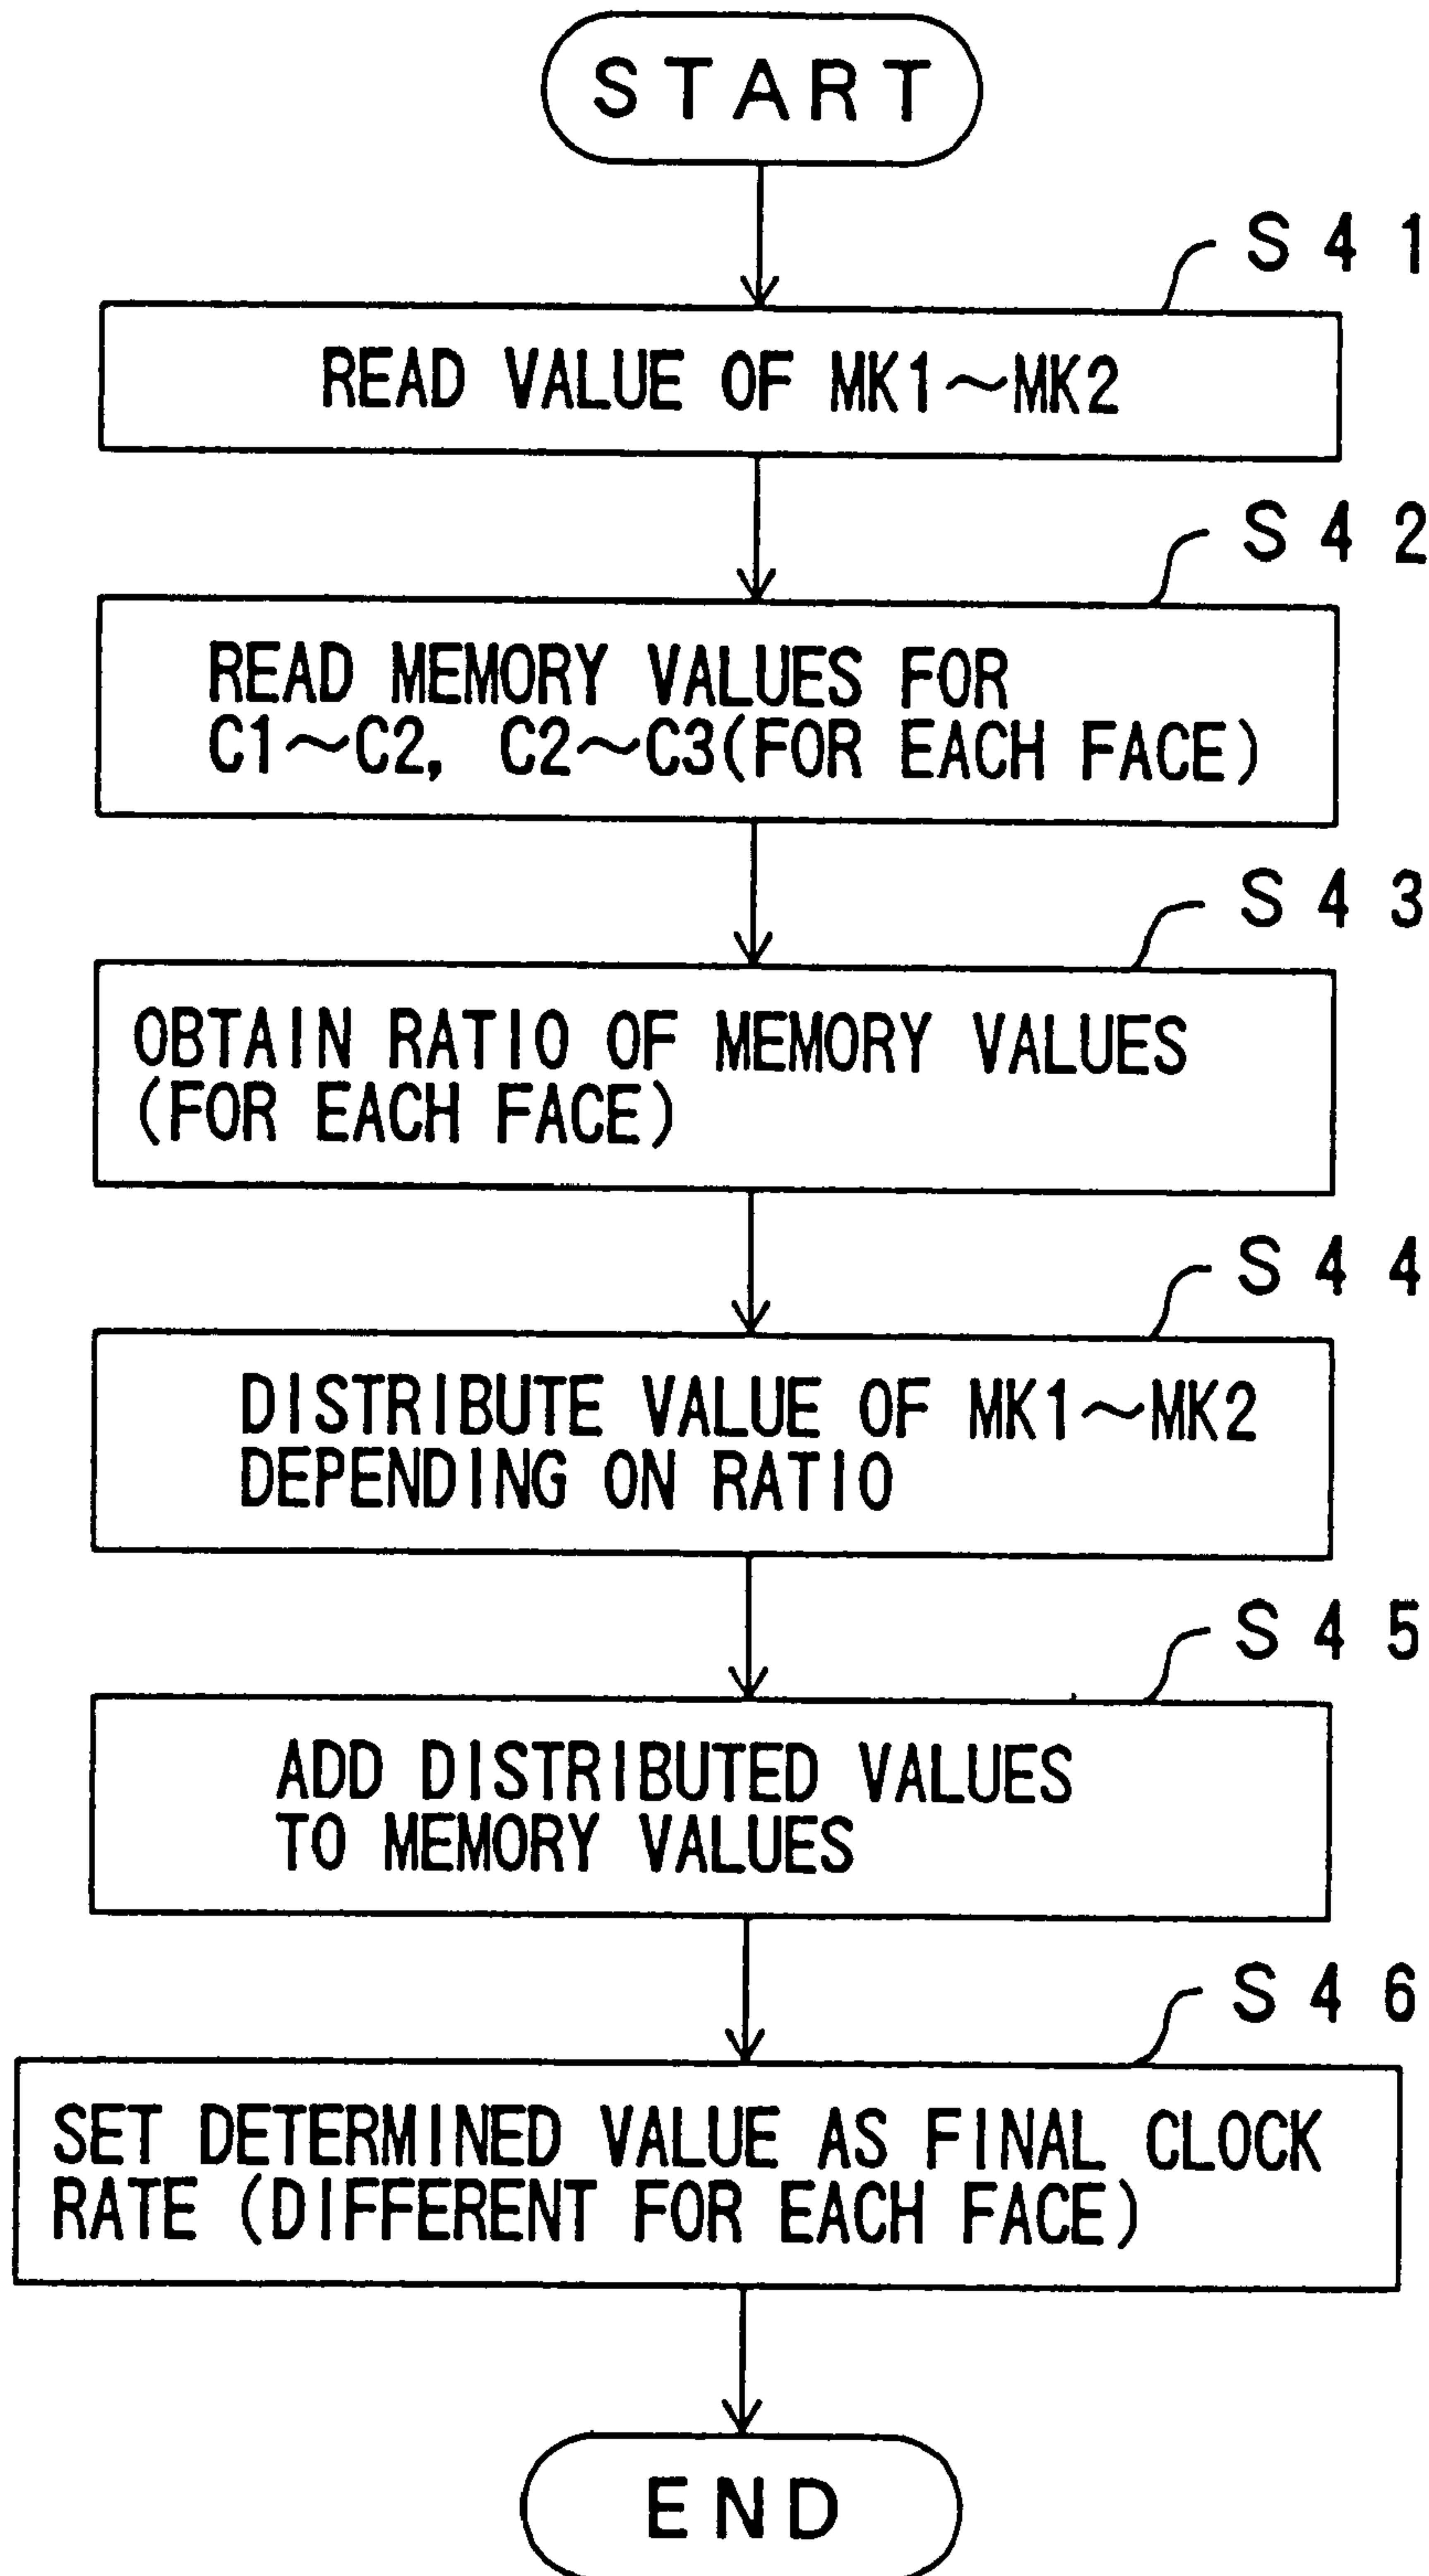 START
S41
READ VALUE OF MK1～MK2
S42
READ MEMORY VALUES FOR
C1～C2, C2～C3(FOR EACH FACE)
S43
OBTAIN RATIO OF MEMORY VALUES
(FOR EACH FACE)
S44
DISTRIBUTE VALUE OF MK1～MK2
DEPENDING ON RATIO
S45
ADD DISTRIBUTED VALUES
TO MEMORY VALUES
S46
SET DETERMINED VALUE AS FINAL CLOCK
RATE (DIFFERENT FOR EACH FACE)
END